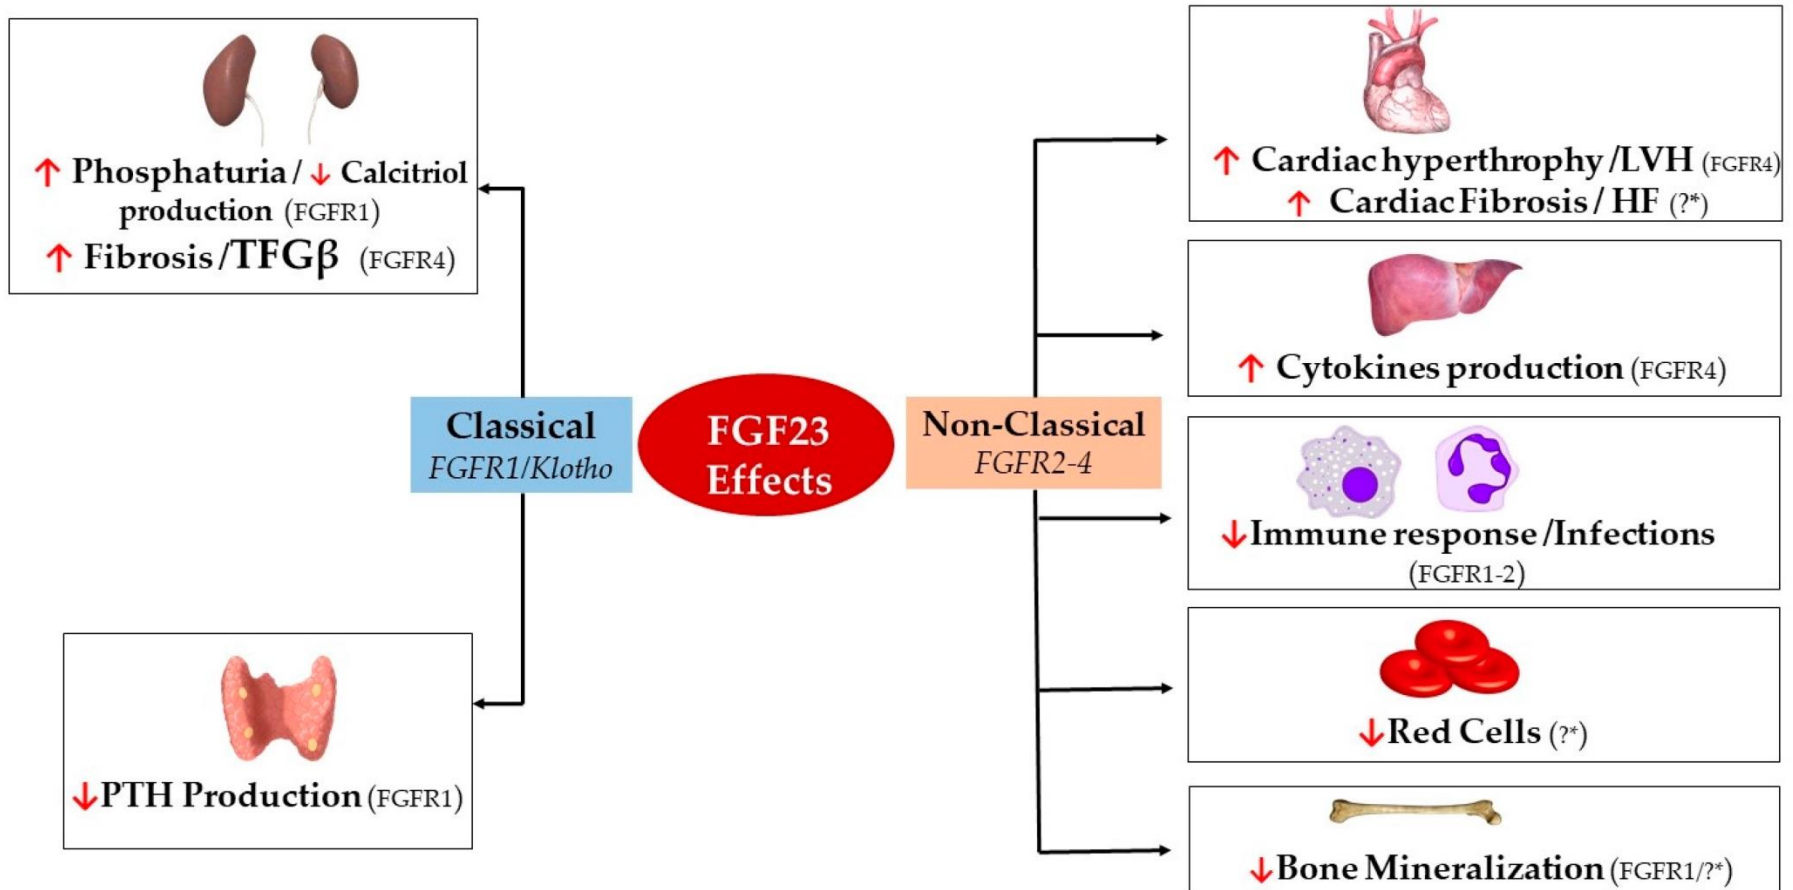 ↑ Phosphaturia / ↓ Calcitriol
production (FGFR1)
↑ Fibrosis /TFGβ (FGFR4)
↓PTH Production (FGFR1)
Classical
FGFR1/Klotho
FGF23
Effects
Non-Classical
FGFR2-4
↑ Cardiac hyperthrophy /LVH (FGFR4)
↑ Cardiac Fibrosis / HF (?*)
↑ Cytokines production (FGFR4)
↓Immune response /Infections
(FGFR1-2)
↓Red Cells (?*)
↓Bone Mineralization (FGFR1/?*)